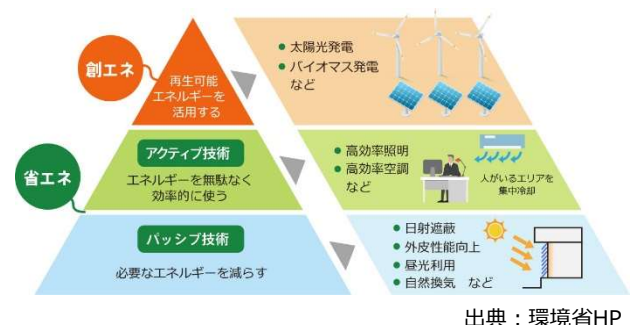 創エネ
再生可能
エネルギーを
活用する
● 太陽光発電
● バイオマス発電
など
省エネ
アクティブ技術
エネルギーを無駄なく
効率的に使う
● 高効率照明
● 高効率空調
など
人がいるエリアを
集中冷却
パッシブ技術
必要なエネルギーを減らす
● 日射遮蔽
● 外皮性能向上
● 昼光利用
● 自然換気 など
出典：環境省HP